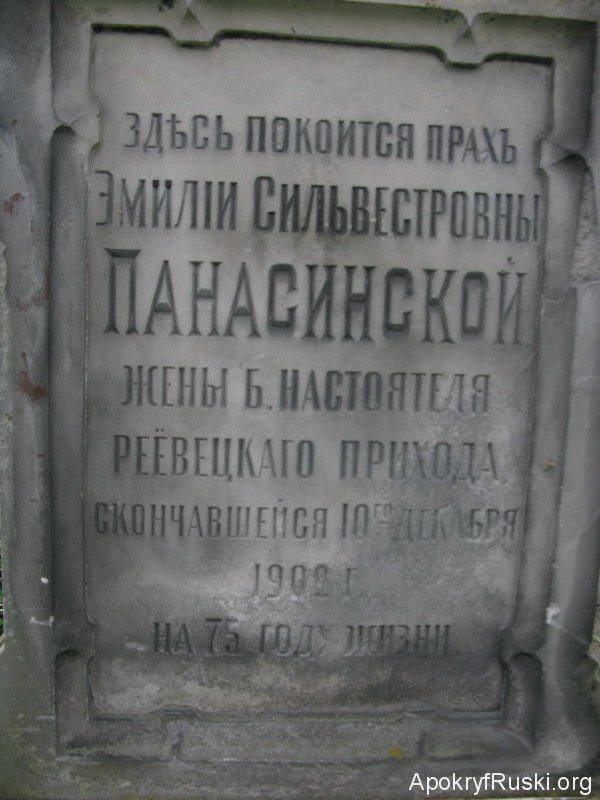 Здѣсь покоится прахъ
Эмиліи Сильвестровны
Панасинской
жены б. настоятеля
Реёвецкаго прихода,
скончавшейся 10го декабря
1902 г.
на 75 году жизни.
ApokryfRuski.org